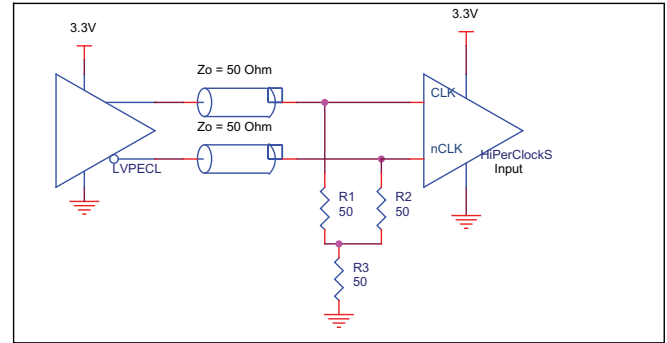 3.3V
3.3V
Zo = 50 Ohm
CLK
Zo = 50 Ohm
nCLK
LVPECL
HiPerClockS
Input
R1
50
R2
50
R3
50